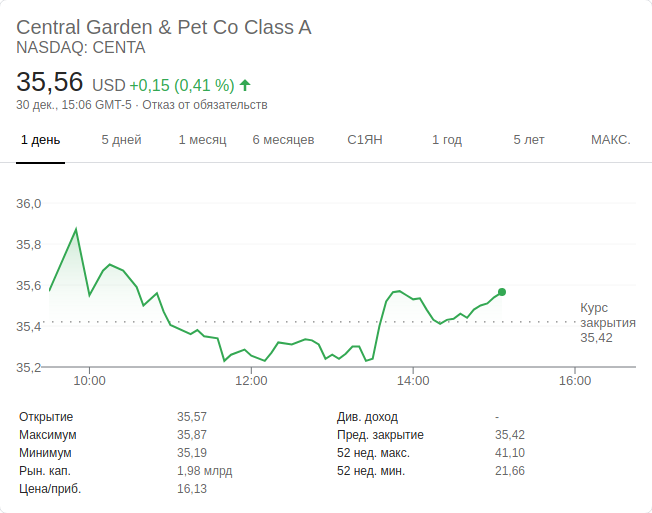 Central Garden & Pet Co Class A
NASDAQ: CENTA
35,56 USD +0,15 (0,41 %)
30 дек., 15:06 GMT-5 · Отказ от обязательств
1 день 5 дней 1 месяц 6 месяцев С1ЯН 1 год 5 лет МАКС.
36,0
35,8
35,6
35,4
35,2
Курс
закрытия
35,42
10:00 12:00 14:00 16:00
Открытие 35,57 Див. доход -
Максимум 35,87 Пред. закрытие 35,42
Минимум 35,19 52 нед. макс. 41,10
Рын. кап. 1,98 млрд 52 нед. мин. 21,66
Цена/приб. 16,13